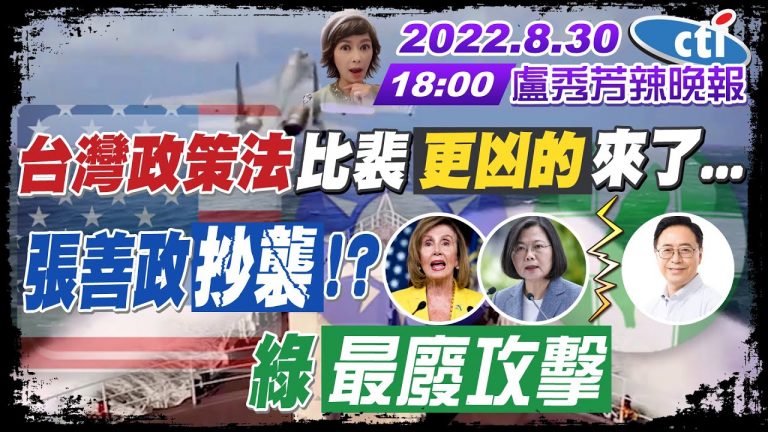 2022.8.30
cti
18:00 盧秀芳辣晚報
台灣政策法比裴更凶的來了...
張善政抄襲!?
綠最廢攻擊